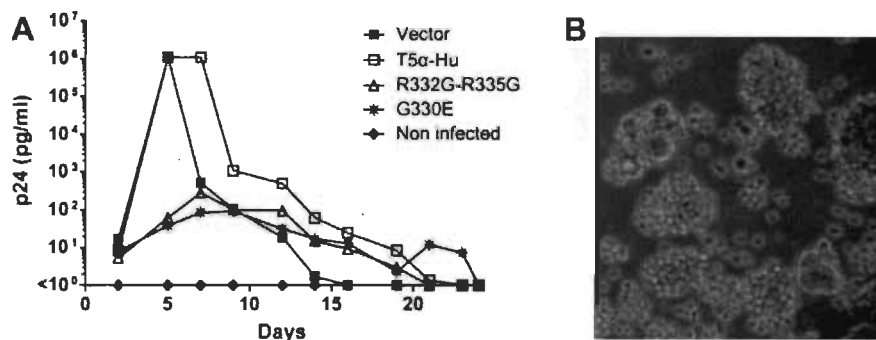 A
B
10⁷
10⁶
10⁵
10⁴
10³
10²
10¹
<10⁰
p24 (pg/ml)
0
5
10
15
20
Days
Vector
T5α-Hu
R332G-R335G
G330E
Non infected